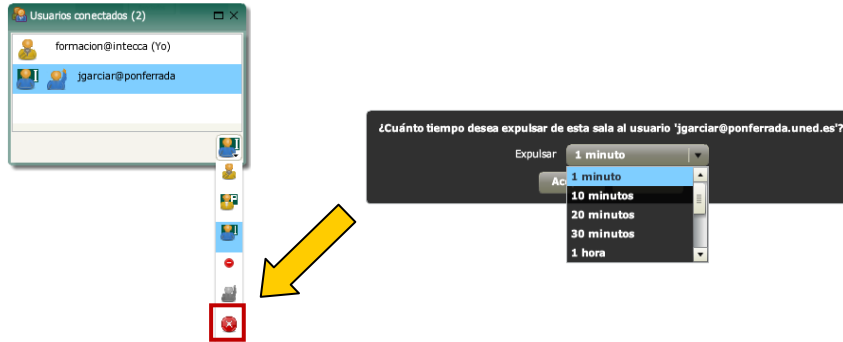 Usuarios conectados (2)
formacion@intecca (Yo)
jgarciar@ponferrada
¿Cuánto tiempo desea expulsar de esta sala al usuario 'jgarciar@ponferrada.uned.es'?
Expulsar 1 minuto
Ac
1 minuto
10 minutos
20 minutos
30 minutos
1 hora